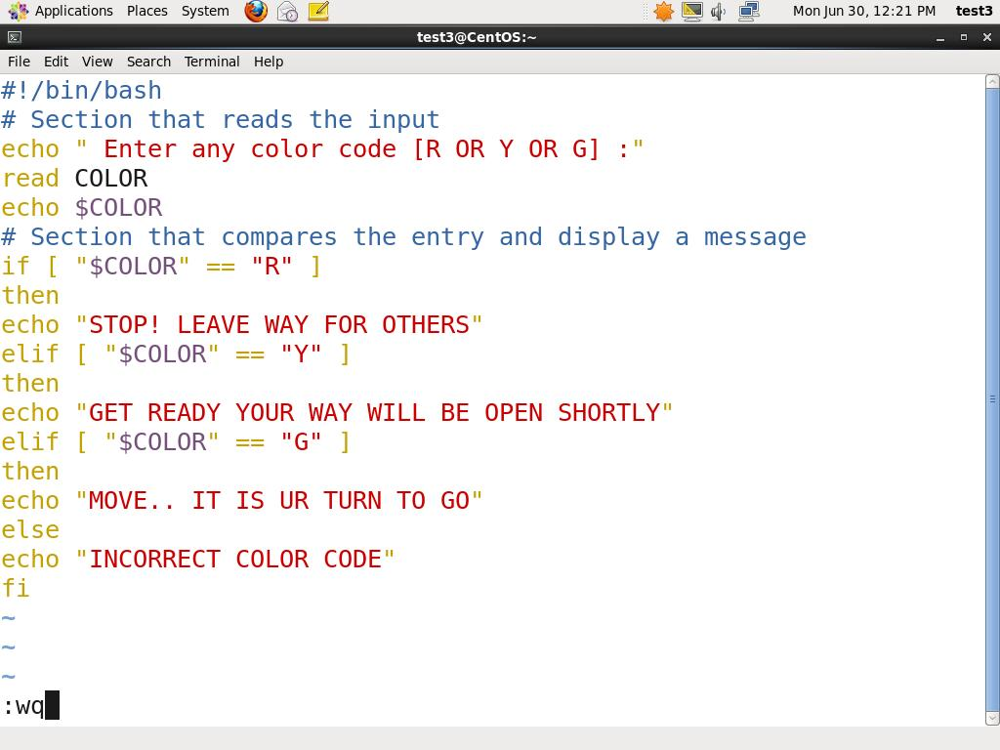 Applications Places System Mon Jun 30, 12:21 PM test3
test3@CentOS:~
File Edit View Search Terminal Help
#!/bin/bash
# Section that reads the input
echo " Enter any color code [R OR Y OR G] :"
read COLOR
echo $COLOR
# Section that compares the entry and display a message
if [ "$COLOR" == "R" ]
then
echo "STOP! LEAVE WAY FOR OTHERS"
elif [ "$COLOR" == "Y" ]
then
echo "GET READY YOUR WAY WILL BE OPEN SHORTLY"
elif [ "$COLOR" == "G" ]
then
echo "MOVE.. IT IS UR TURN TO GO"
else
echo "INCORRECT COLOR CODE"
fi
~
~
~
:wq